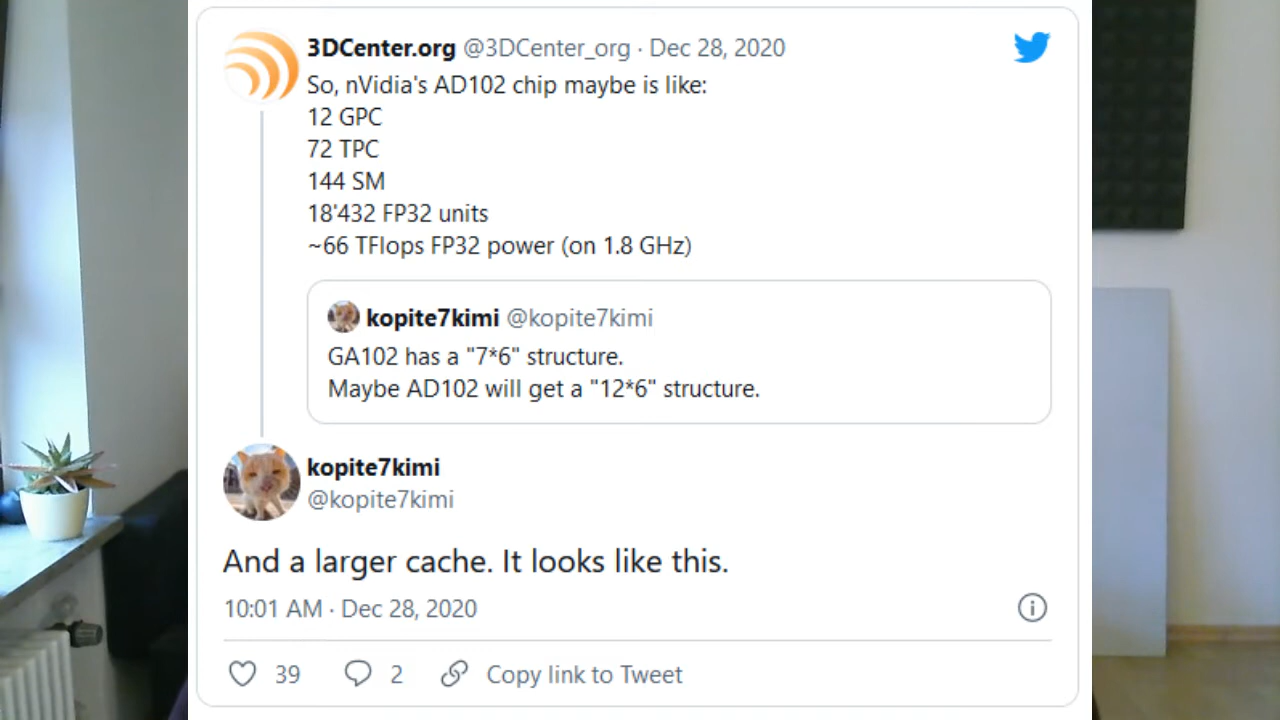 3DCenter.org @3DCenter_org · Dec 28, 2020
So, nVidia's AD102 chip maybe is like:
12 GPC
72 TPC
144 SM
18'432 FP32 units
~66 TFlops FP32 power (on 1.8 GHz)
kopite7kimi @kopite7kimi
GA102 has a "7*6" structure.
Maybe AD102 will get a "12*6" structure.
kopite7kimi
@kopite7kimi
And a larger cache. It looks like this.
10:01 AM · Dec 28, 2020
39 2 Copy link to Tweet